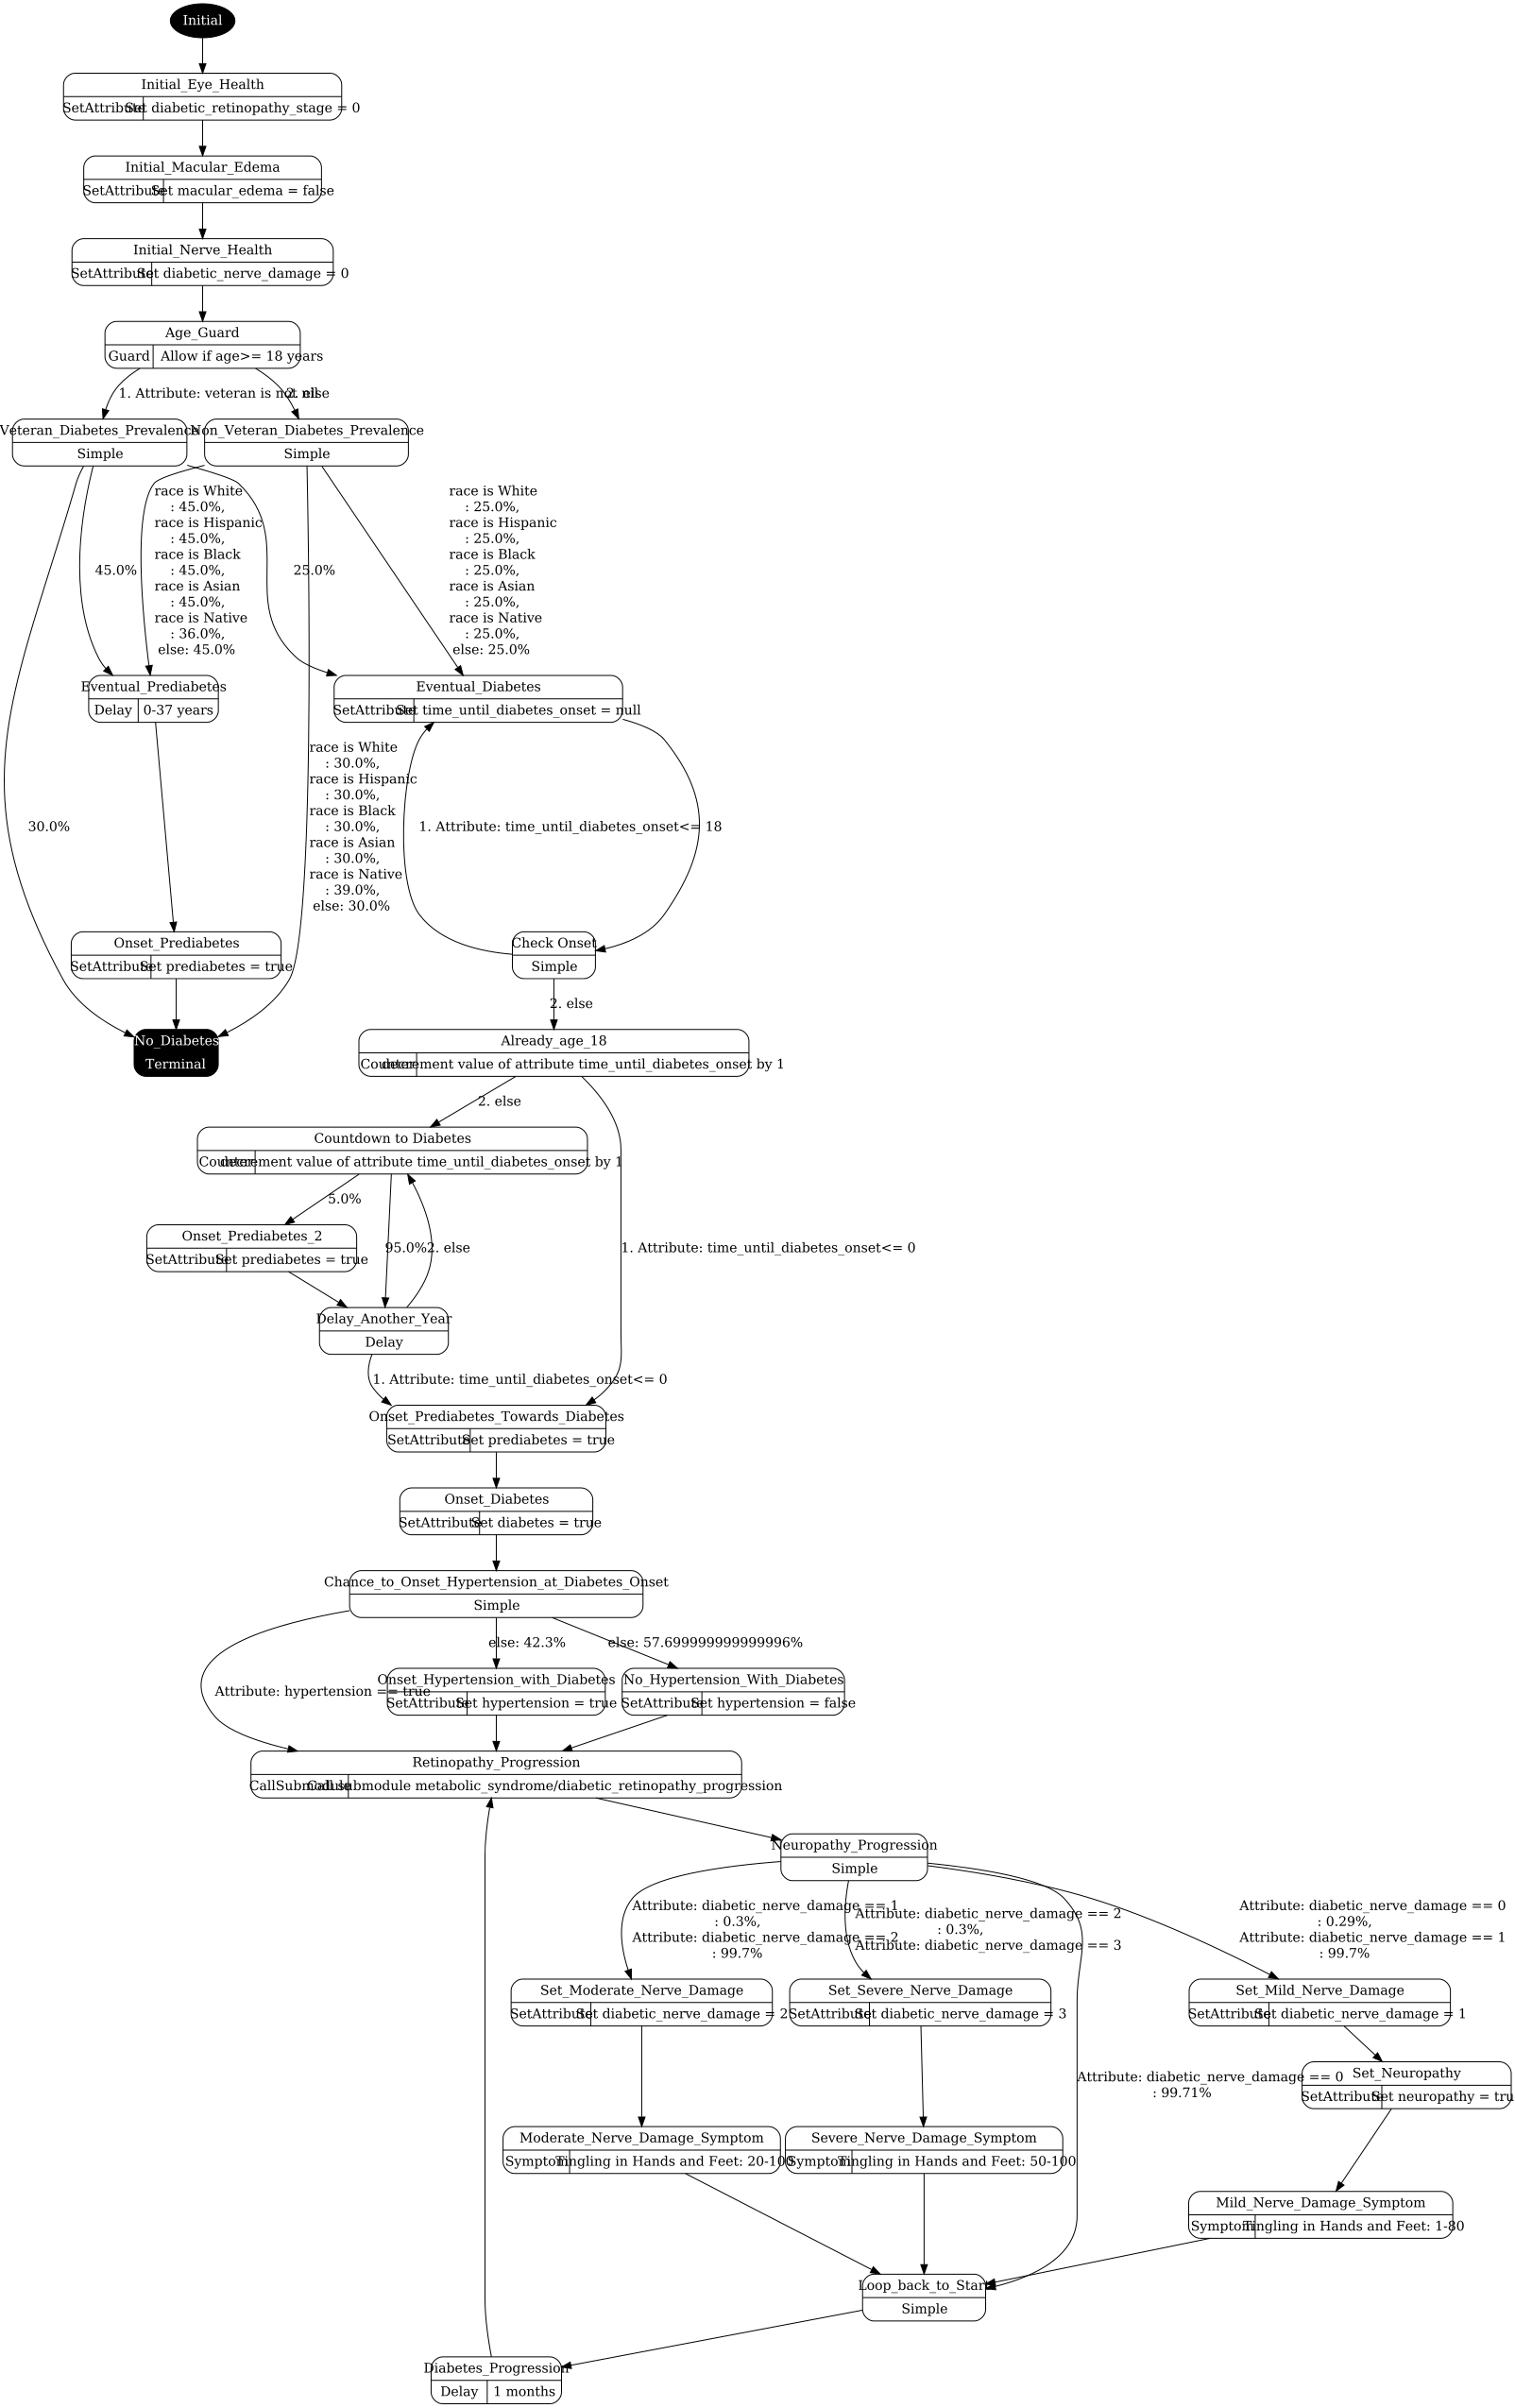 Initial
Initial_Eye_Health
SetAttribute Set diabetic_retinopathy_stage = 0
Initial_Macular_Edema
SetAttribute Set macular_edema = false
Initial_Nerve_Health
SetAttribute Set diabetic_nerve_damage = 0
Age_Guard
Guard Allow if age>= 18 years
1. Attribute: veteran is not nil
2. else
Veteran_Diabetes_Prevalence
Simple
Non_Veteran_Diabetes_Prevalence
Simple
race is White
: 45.0%,
race is Hispanic
: 45.0%,
race is Black
: 45.0%,
race is Asian
: 45.0%,
race is Native
: 36.0%,
else: 45.0%
race is White
: 25.0%,
race is Hispanic
: 25.0%,
race is Black
: 25.0%,
race is Asian
: 25.0%,
race is Native
: 25.0%,
else: 25.0%
45.0%
25.0%
Eventual_Prediabetes
Delay 0-37 years
Eventual_Diabetes
SetAttribute Set time_until_diabetes_onset = null
race is White
: 30.0%,
race is Hispanic
: 30.0%,
race is Black
: 30.0%,
race is Asian
: 30.0%,
race is Native
: 39.0%,
else: 30.0%
30.0%
1. Attribute: time_until_diabetes_onset<= 18
Onset_Prediabetes
SetAttribute Set prediabetes = true
Check Onset
Simple
2. else
No_Diabetes
Terminal
Already_age_18
Counter decrement value of attribute time_until_diabetes_onset by 1
2. else
Countdown to Diabetes
Counter decrement value of attribute time_until_diabetes_onset by 1
5.0%
Onset_Prediabetes_2
SetAttribute Set prediabetes = true
95.0%
2. else
1. Attribute: time_until_diabetes_onset<= 0
Delay_Another_Year
Delay
1. Attribute: time_until_diabetes_onset<= 0
Onset_Prediabetes_Towards_Diabetes
SetAttribute Set prediabetes = true
Onset_Diabetes
SetAttribute Set diabetes = true
Chance_to_Onset_Hypertension_at_Diabetes_Onset
Simple
else: 42.3%
else: 57.699999999999996%
Attribute: hypertension == true
Onset_Hypertension_with_Diabetes
SetAttribute Set hypertension = true
No_Hypertension_With_Diabetes
SetAttribute Set hypertension = false
Retinopathy_Progression
CallSubmodule Call submodule metabolic_syndrome/diabetic_retinopathy_progression
Neuropathy_Progression
Simple
Attribute: diabetic_nerve_damage == 1
: 0.3%,
Attribute: diabetic_nerve_damage == 2
: 99.7%
Attribute: diabetic_nerve_damage == 2
: 0.3%,
Attribute: diabetic_nerve_damage == 3
Attribute: diabetic_nerve_damage == 0
: 0.29%,
Attribute: diabetic_nerve_damage == 1
: 99.7%
Set_Moderate_Nerve_Damage
SetAttribute Set diabetic_nerve_damage = 2
Set_Severe_Nerve_Damage
SetAttribute Set diabetic_nerve_damage = 3
Set_Mild_Nerve_Damage
SetAttribute Set diabetic_nerve_damage = 1
Attribute: diabetic_nerve_damage == 0
: 99.71%
Set_Neuropathy
SetAttribute Set neuropathy = tru
Moderate_Nerve_Damage_Symptom
Symptom Tingling in Hands and Feet: 20-100
Severe_Nerve_Damage_Symptom
Symptom Tingling in Hands and Feet: 50-100
Mild_Nerve_Damage_Symptom
Symptom Tingling in Hands and Feet: 1-80
Loop_back_to_Start
Simple
Diabetes_Progression
Delay 1 months